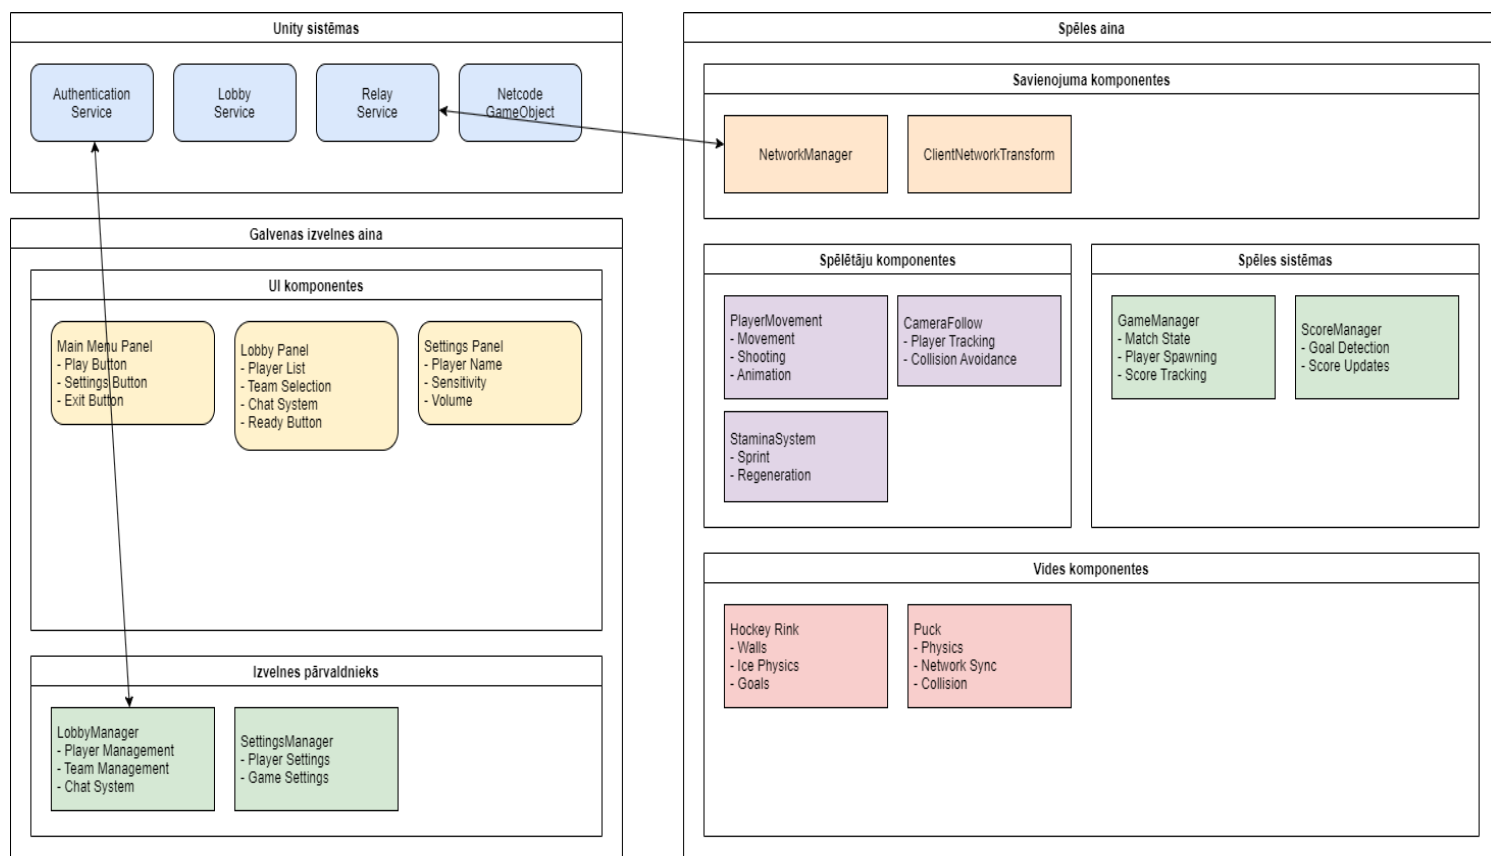 Unity sistēmas
Authentication
Service
Lobby
Service
Relay
Service
Netcode
GameObject
Galvenas izvelnes aina
UI komponentes
Main Menu Panel
- Play Button
- Settings Button
- Exit Button
Lobby Panel
- Player List
- Team Selection
- Chat System
- Ready Button
Settings Panel
- Player Name
- Sensitivity
- Volume
Izvelnes pārvaldnieks
LobbyManager
- Player Management
- Team Management
- Chat System
SettingsManager
- Player Settings
- Game Settings
Spēles aina
Savienojuma komponentes
NetworkManager
ClientNetworkTransform
Spēlētāju komponentes
PlayerMovement
- Movement
- Shooting
- Animation
CameraFollow
- Player Tracking
- Collision Avoidance
StaminaSystem
- Sprint
- Regeneration
Spēles sistēmas
GameManager
- Match State
- Player Spawning
- Score Tracking
ScoreManager
- Goal Detection
- Score Updates
Vides komponentes
Hockey Rink
- Walls
- Ice Physics
- Goals
Puck
- Physics
- Network Sync
- Collision